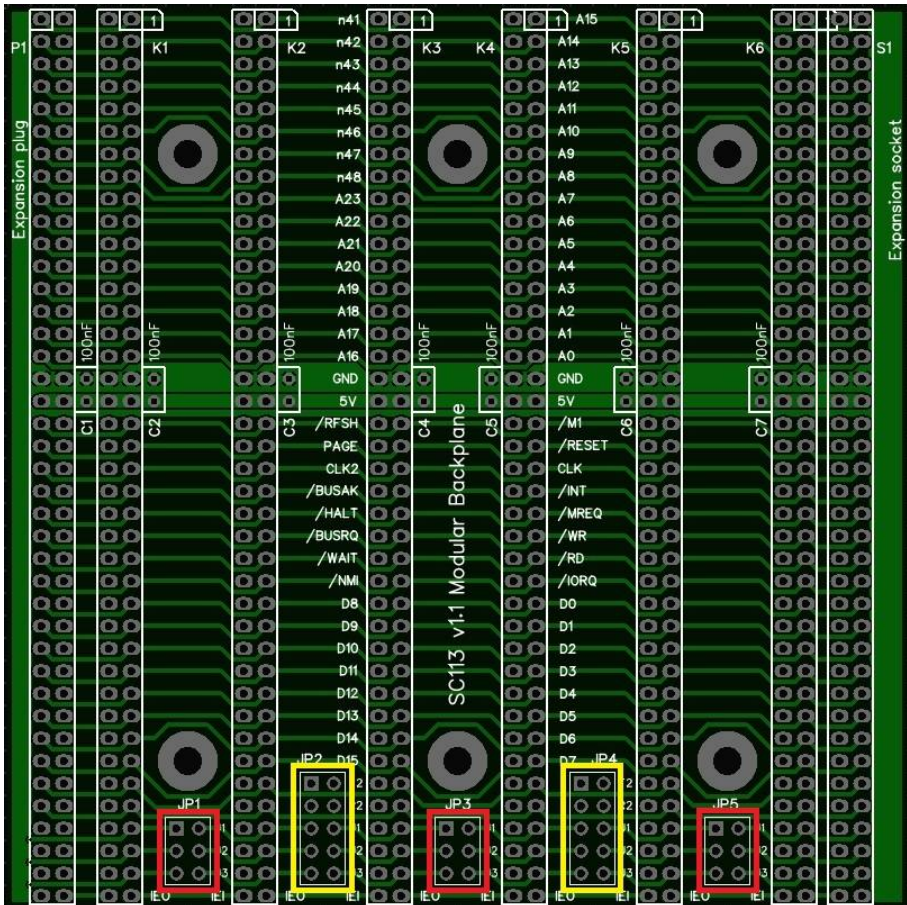 n41
1
1
1
1
1
A15
P1
K1
K2
n42
K3
K4
A14
K5
K6
S1
n43
A13
n44
A12
n45
A11
n46
A10
n47
A9
n48
A8
A23
A7
A22
A6
A21
A5
A20
A4
A19
A3
A18
A2
A17
A1
A16
A0
Expansion plug
Expansion socket
100nF
100nF
100nF
100nF
100nF
100nF
100nF
GND
GND
5V
5V
C1
C2
C3
C4
C5
C6
C7
/RFSH
/M1
PAGE
/RESET
CLK2
CLK
/BUSAK
/INT
/HALT
/MREQ
/BUSRQ
/WR
/WAIT
/RD
/NMI
/IORQ
SC113 v1.1 Modular Backplane
D8
D0
D9
D1
D10
D2
D11
D3
D12
D4
D13
D5
D14
D6
JP2
D15
D7
JP4
JP1
JP3
JP5
IEO
IEI
IEO
IEI
IEO
IEI
IEO
IEI
IEO
IEI